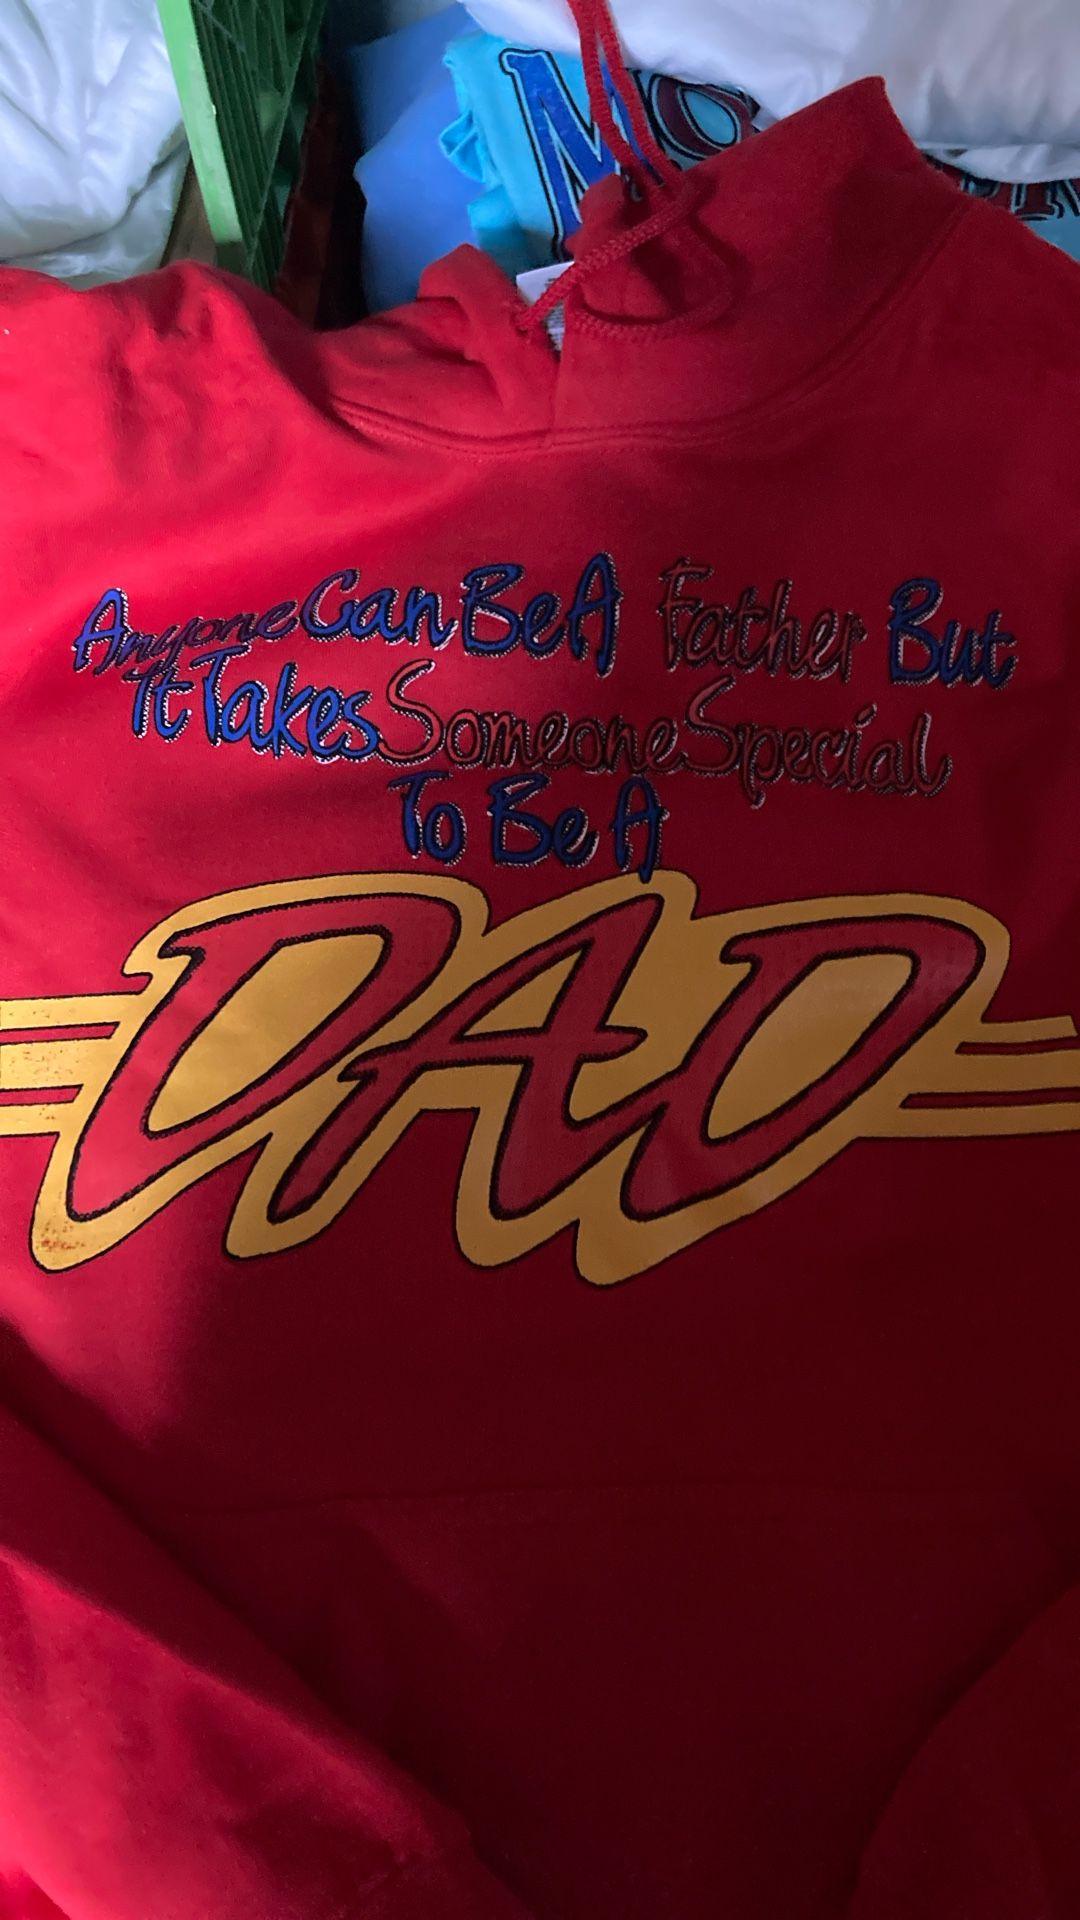 Anyone Can Be A Father But
It Takes Someone Special
To Be A
DAD